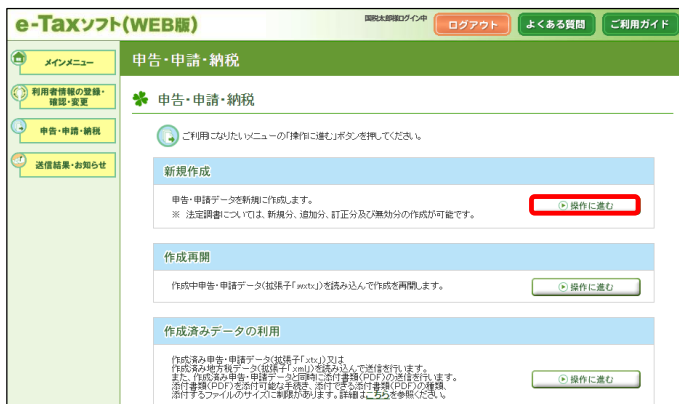 e-Taxソフト(WEB版)
国税太郎様ログイン中
ログアウト
よくある質問
ご利用ガイド
メインメニュー
利用者情報の登録・
確認・変更
申告・申請・納税
送信結果・お知らせ
申告・申請・納税
申告・申請・納税
ご利用になりたいメニューの「操作に進む」ボタンを押してください。
新規作成
申告・申請データを新規に作成します。
※ 法定調書については、新規分、追加分、訂正分及び無効分の作成が可能です。
操作に進む
作成再開
作成中申告・申請データ(拡張子「wxtx」)を読み込んで作成を再開します。
操作に進む
作成済みデータの利用
作成済み申告・申請データ(拡張子「xtx」)又は
作成済み地方税データ(拡張子「xml」)を読み込んで送信を行います。
また、作成済み申告・申請データと同時に添付書類(PDF)の送信を行います。
添付書類(PDF)を添付可能な手続き、添付できる添付書類(PDF)の種類、
添付するファイルのサイズに制限があります。詳細はこちらを参照ください。
操作に進む